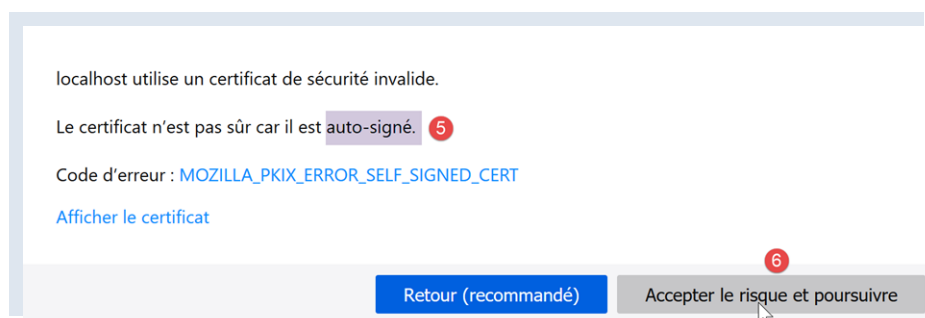 localhost utilise un certificat de sécurité invalide.
Le certificat n’est pas sûr car il est auto-signé. 5
Code d’erreur : MOZILLA_PKIX_ERROR_SELF_SIGNED_CERT
Afficher le certificat
6
Retour (recommandé) Accepter le risque et poursuivre